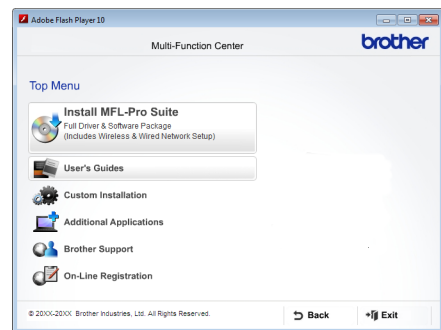 Adobe Flash Player 10
Multi-Function Center
brother
Top Menu
Install MFL-Pro Suite
Full Driver & Software Package
(Includes Wireless & Wired Network Setup)
User's Guides
Custom Installation
Additional Applications
Brother Support
On-Line Registration
© 20XX-20XX Brother Industries, Ltd. All Rights Reserved.
Back
Exit